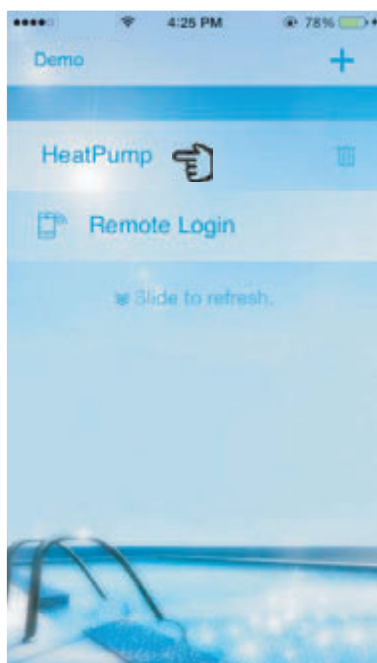 4:25 PM 78%
Demo +
HeatPump
Remote Login
Slide to refresh.